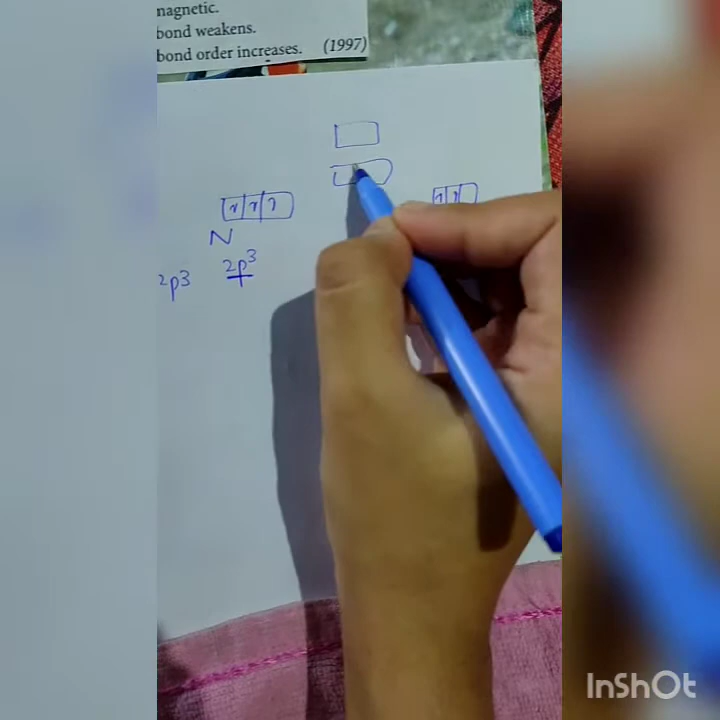 magnetic.
bond weakens.
bond order increases. (1997)
N
2p³ 2p³
InShOt